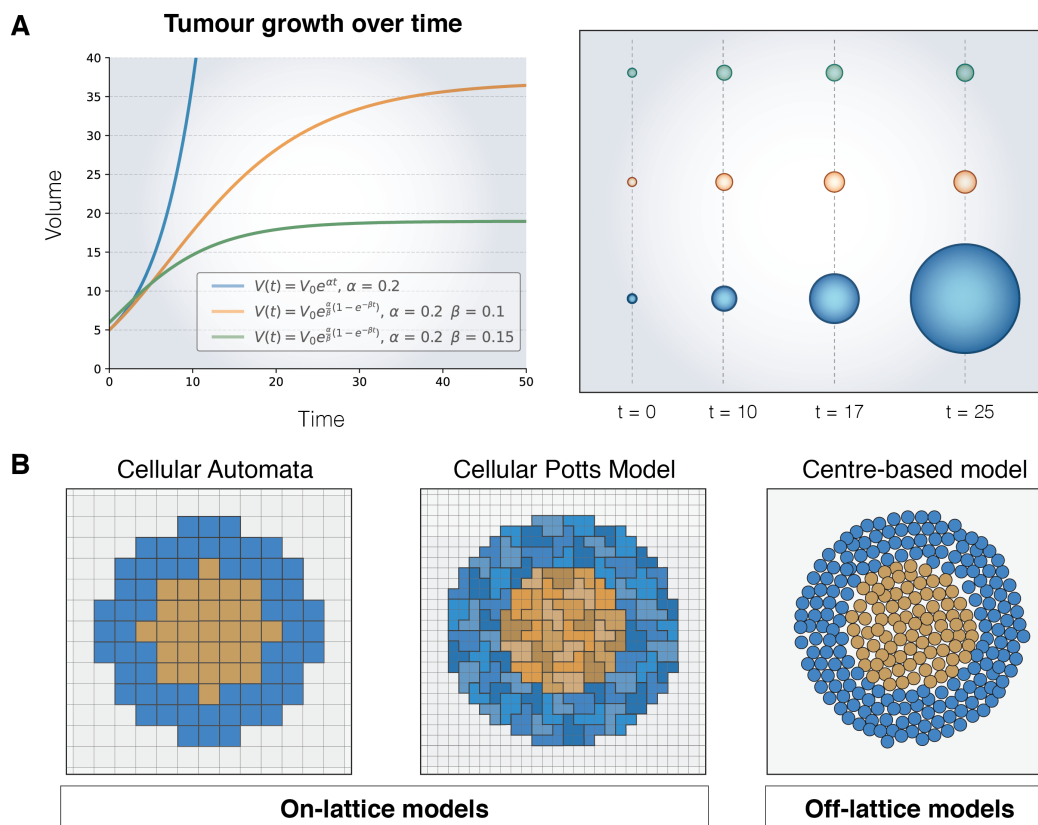 A
Tumour growth over time
Volume
40
35
30
25
20
15
10
5
0
0 10 20 30 40 50
Time
V(t) = V₀e^{αt}, α = 0.2
V(t) = V₀e^{\frac{α}{β}(1−e^{−βt})}, α = 0.2 β = 0.1
V(t) = V₀e^{\frac{α}{β}(1−e^{−βt})}, α = 0.2 β = 0.15
t = 0 t = 10 t = 17 t = 25
B
Cellular Automata
Cellular Potts Model
Centre-based model
On-lattice models
Off-lattice models